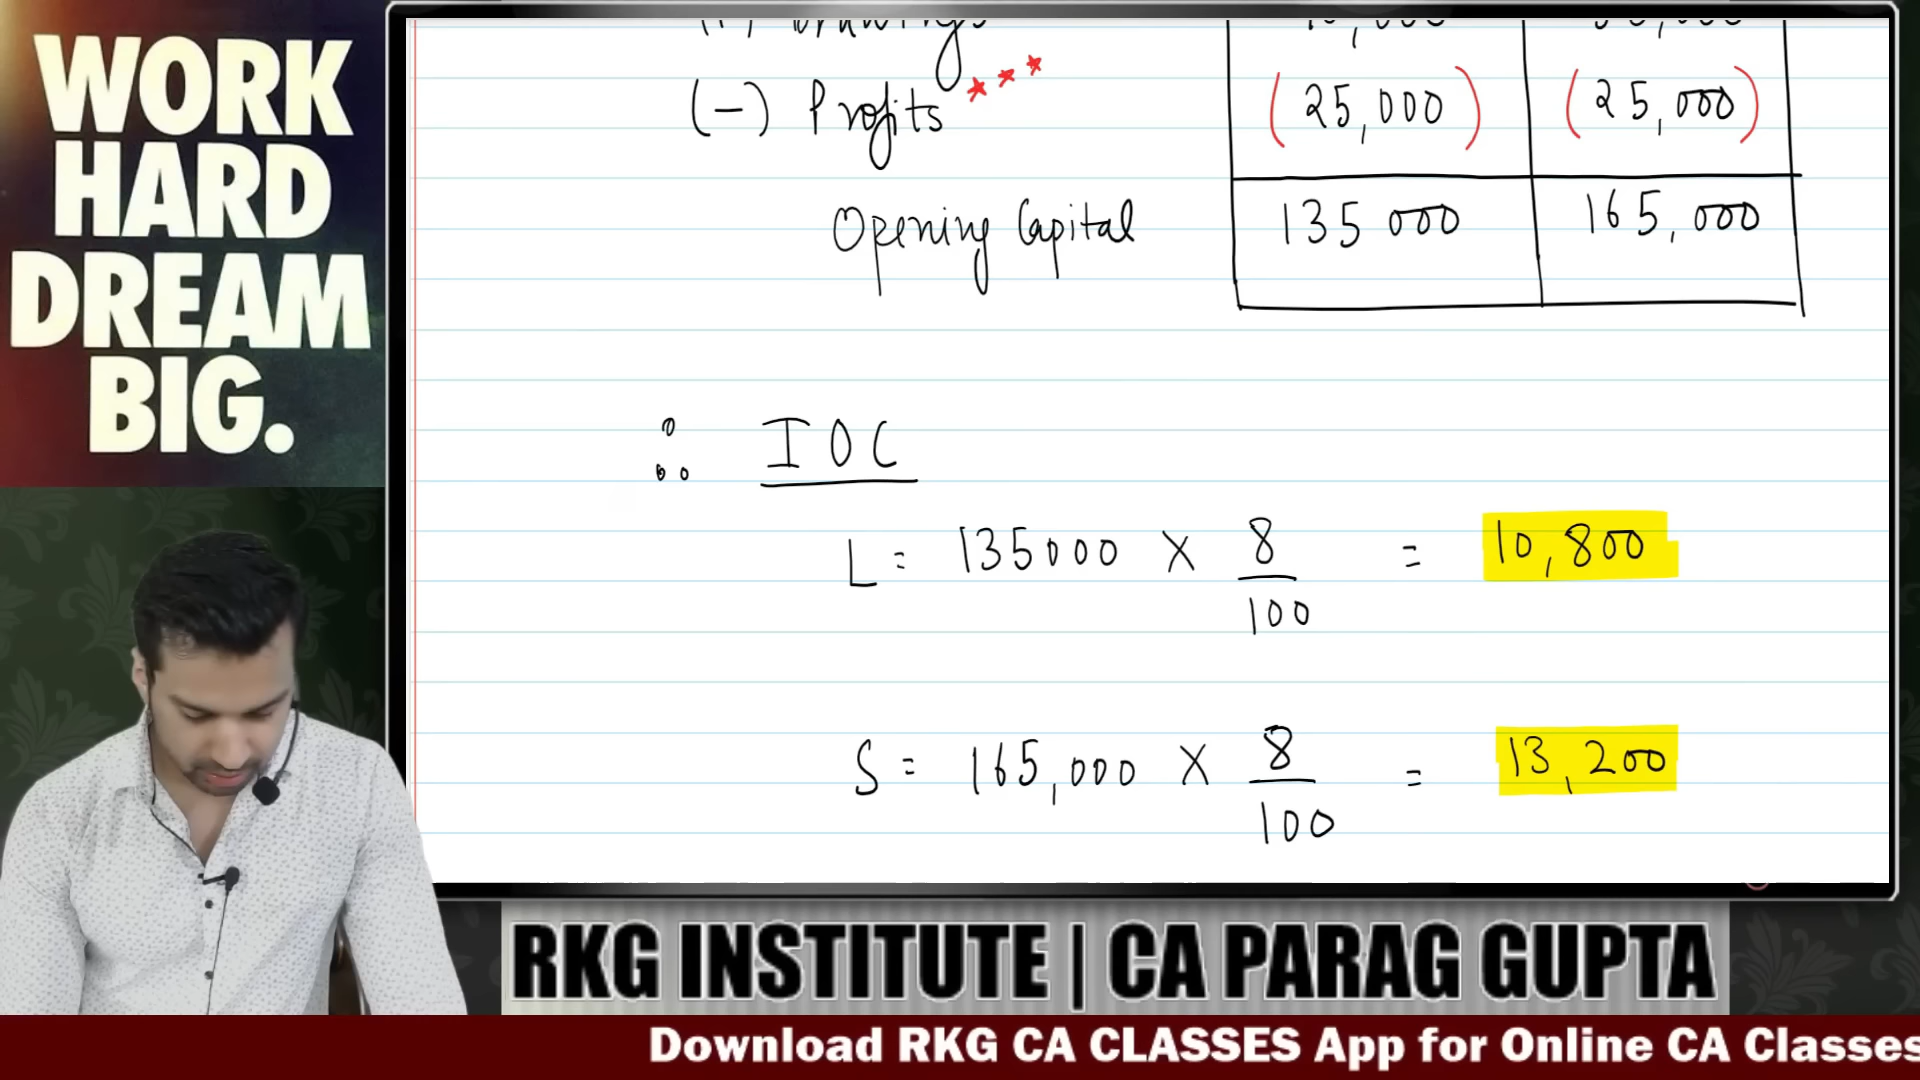 WORK
HARD
DREAM
BIG.
(-) Profits *** (25,000) (25,000)
Opening Capital 135 000 165,000
∴ IOC
L = 135000 X 8/100 = 10,800
S = 165,000 X 8/100 = 13,200
RKG INSTITUTE | CA PARAG GUPTA
Download RKG CA CLASSES App for Online CA Classes